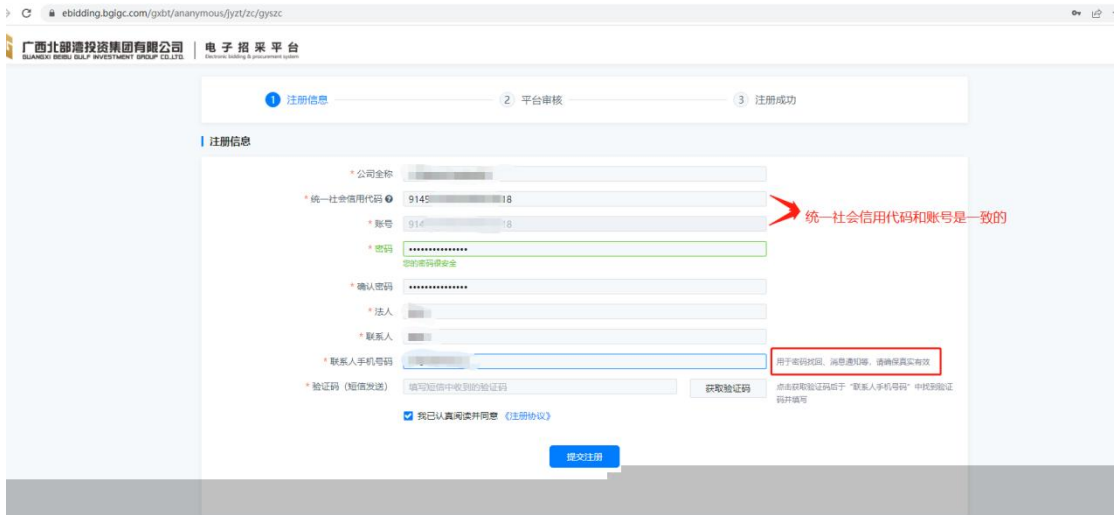 ebidding.bgigc.com/gxbt/ananymous/jyzt/zc/gyszc
广西北部湾投资集团有限公司 电子招采平台
GUANGXI BEIBU GULF INVESTMENT GROUP CO.,LTD. Electronic bidding & procurement system
1 注册信息 2 平台审核 3 注册成功
注册信息
* 公司全称
* 统一社会信用代码 9145 18
* 账号 914 8
统一社会信用代码和账号是一致的
* 密码
您的密码很安全
* 确认密码
* 法人
* 联系人
* 联系人手机号码 用于密码找回、消息通知等，请确保真实有效
* 验证码（短信发送） 填写短信中收到的验证码 获取验证码 点击获取验证码后于“联系人手机号码”中找到验证
码并填写
我已认真阅读并同意 《注册协议》
提交注册